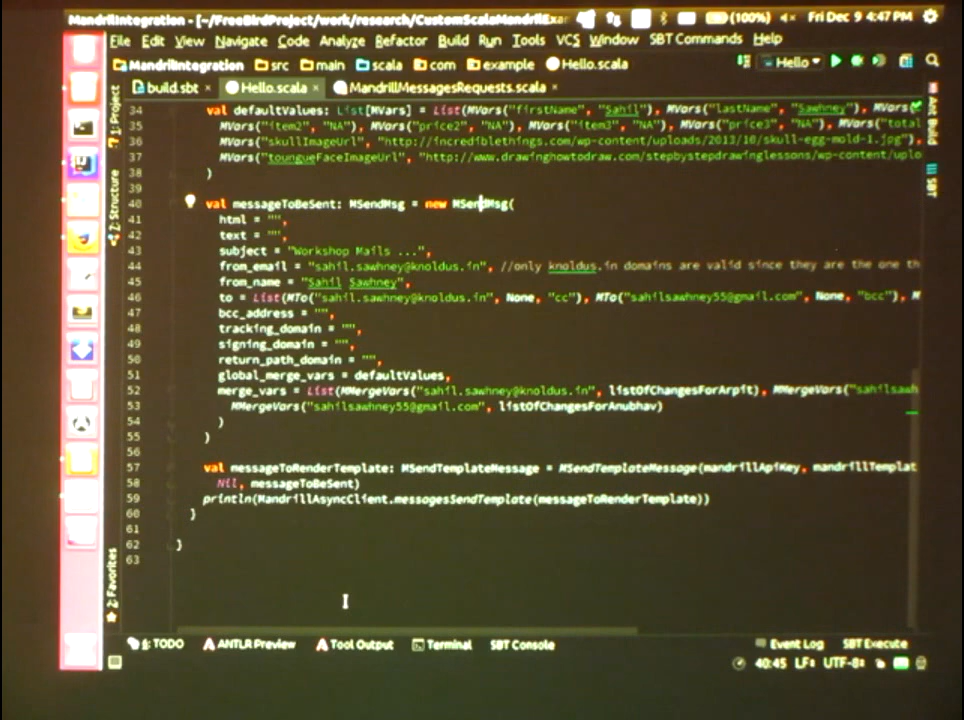 MandrilIntegration - [~/FreeBirdProject/work/research/CustomScalaMandrilExa
(100%) Fri Dec 9 4:47 PM
File Edit View Navigate Code Analyze Refactor Build Run Tools VCS Window SBT Commands Help
MandrilIntegration src main scala com example Hello.scala Hello
build.sbt × Hello.scala × MandrillMessagesRequests.scala ×
1: Project
Z: Structure
2: Favorites
Ant Build
SBT
34 val defaultValues: List[MVars] = List(MVars("firstName", "Sahil"), MVars("lastName", "Sawhney"), MVars(
35 MVars("item2", "NA"), MVars("price2", "NA"), MVars("item3", "NA"), MVars("price3", "NA"), MVars("total
36 MVars("skullImageUrl", "http://incrediblethings.com/wp-content/uploads/2013/10/skull-egg-mold-1.jpg"),
37 MVars("toungueFaceImageUrl", "http://www.drawinghowtodraw.com/stepbystepdrawinglessons/wp-content/uplo
38 )
39
40 val messageToBeSent: MSendMsg = new MSendMsg(
41 html = "",
42 text = "",
43 subject = "Workshop Mails ...",
44 from_email = "sahil.sawhney@knoldus.in", //only knoldus.in domains are valid since they are the one th
45 from_name = "Sahil Sawhney",
46 to = List(MTo("sahil.sawhney@knoldus.in", None, "cc"), MTo("sahilsawhney55@gmail.com", None, "bcc"), M
47 bcc_address = "",
48 tracking_domain = "",
49 signing_domain = "",
50 return_path_domain = "",
51 global_merge_vars = defaultValues,
52 merge_vars = List(MMergeVars("sahil.sawhney@knoldus.in", listOfChangesForArpit), MMergeVars("sahilsawh
53 MMergeVars("sahilsawhney55@gmail.com", listOfChangesForAnubhav)
54 )
55 )
56
57 val messageToRenderTemplate: MSendTemplateMessage = MSendTemplateMessage(mandrillApiKey, mandrillTemplat
58 Nil, messageToBeSent)
59 println(MandrillAsyncClient.messagesSendTemplate(messageToRenderTemplate))
60 }
61
62 }
63
6: TODO ANTLR Preview Tool Output Terminal SBT Console Event Log SBT Execute
40:45 LF÷ UTF-8÷